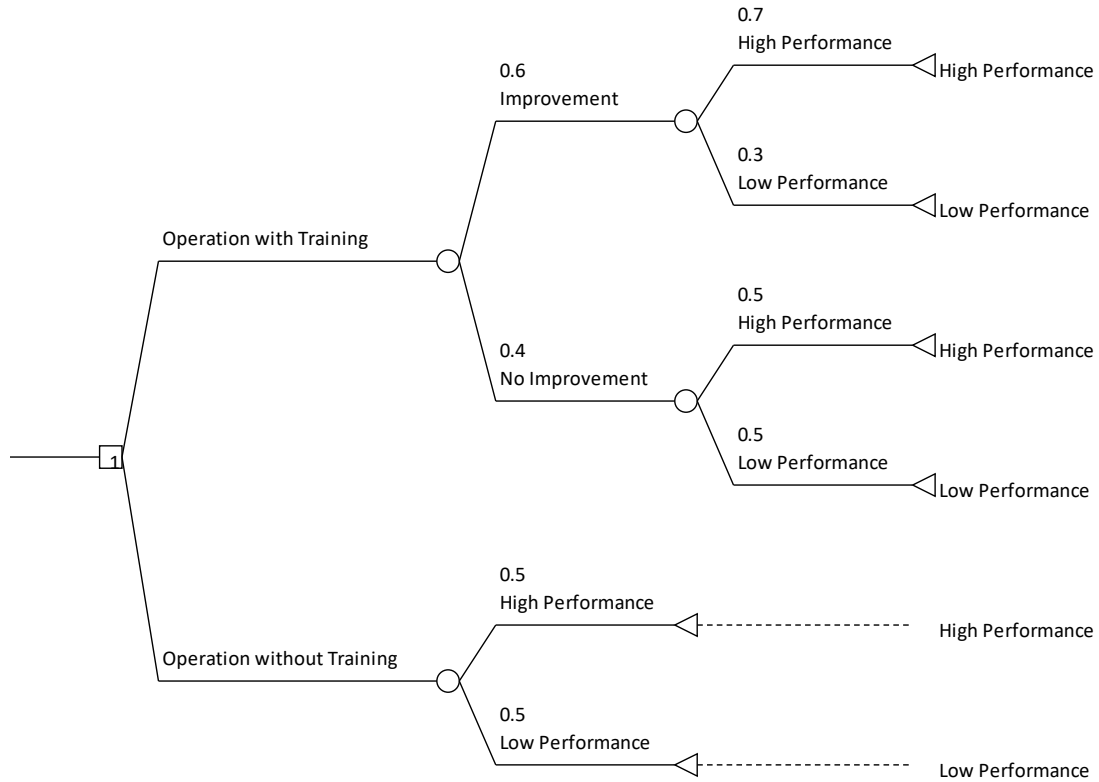 0.7
High Performance
High Performance
0.6
Improvement
0.3
Low Performance
Low Performance
Operation with Training
0.5
High Performance
High Performance
0.4
No Improvement
0.5
Low Performance
Low Performance
1
0.5
High Performance
High Performance
Operation without Training
0.5
Low Performance
Low Performance